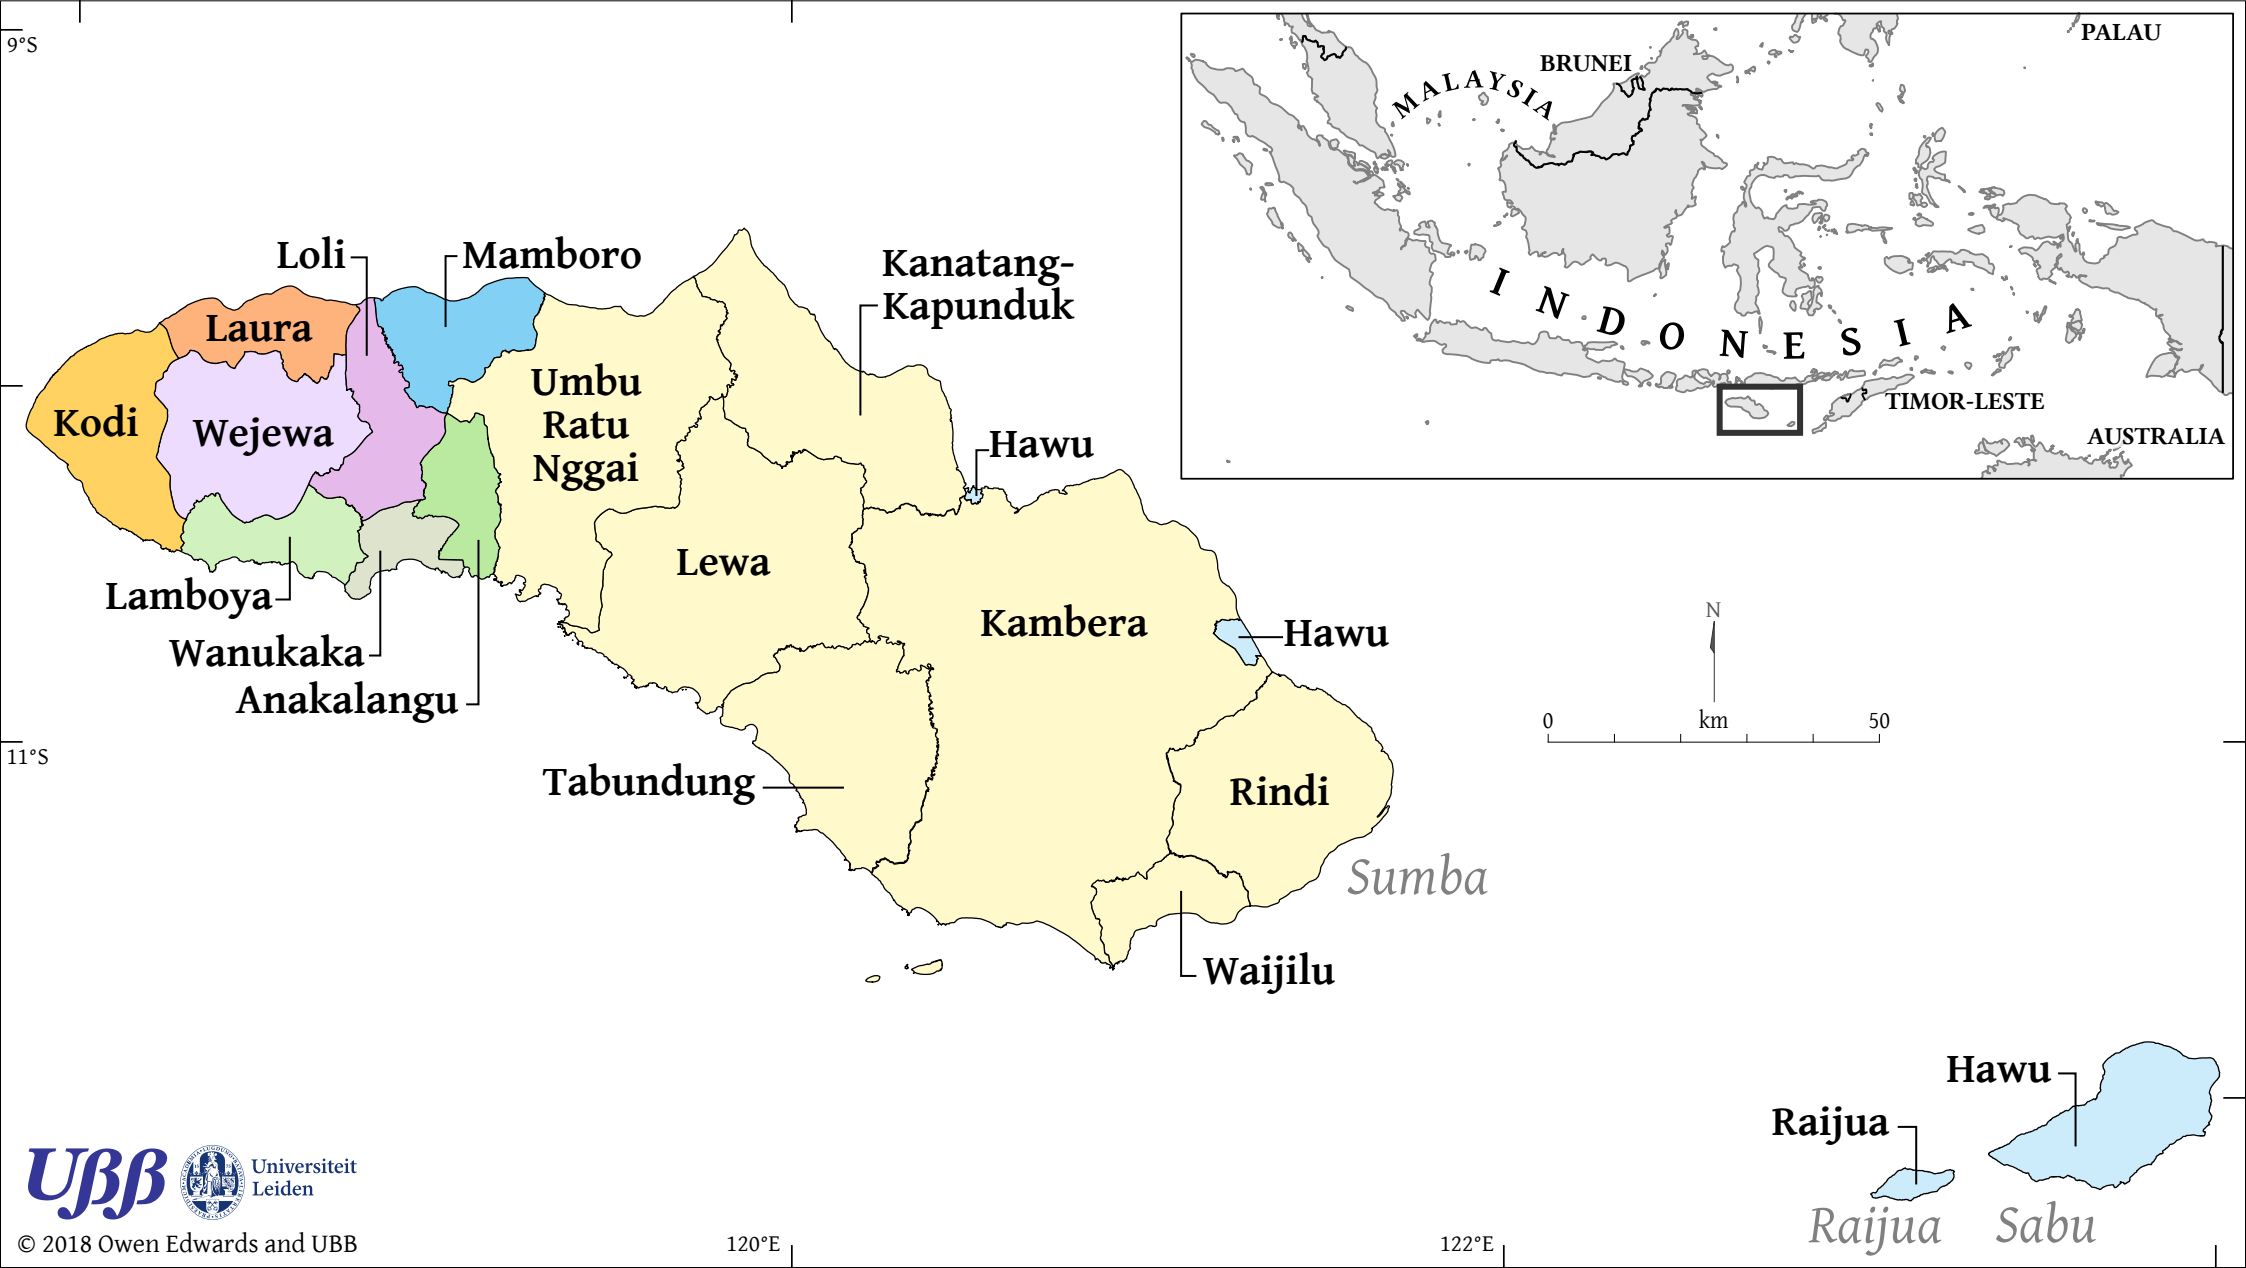 9°S
PALAU
BRUNEI
MALAYSIA
INDONESIA
TIMOR-LESTE
AUSTRALIA
Loli
Mamboro
Kanatang-
Kapunduk
Laura
Umbu
Ratu
Nggai
Kodi
Wejewa
Hawu
Lewa
Lamboya
Kambera
Hawu
Wanukaka
Anakalangu
N
0 km 50
11°S
Tabundung
Rindi
Sumba
Waijilu
Hawu
Raijua
Raijua
Sabu
UBB
Universiteit
Leiden
© 2018 Owen Edwards and UBB
120°E
122°E